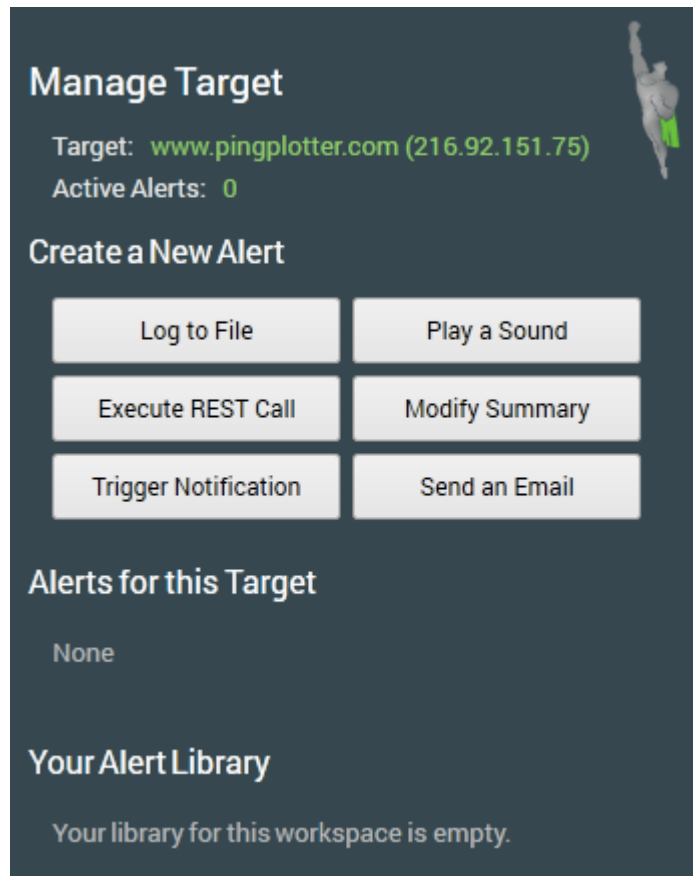 Manage Target
Target: www.pingplotter.com (216.92.151.75)
Active Alerts: 0
Create a New Alert
Log to File
Play a Sound
Execute REST Call
Modify Summary
Trigger Notification
Send an Email
Alerts for this Target
None
Your Alert Library
Your library for this workspace is empty.